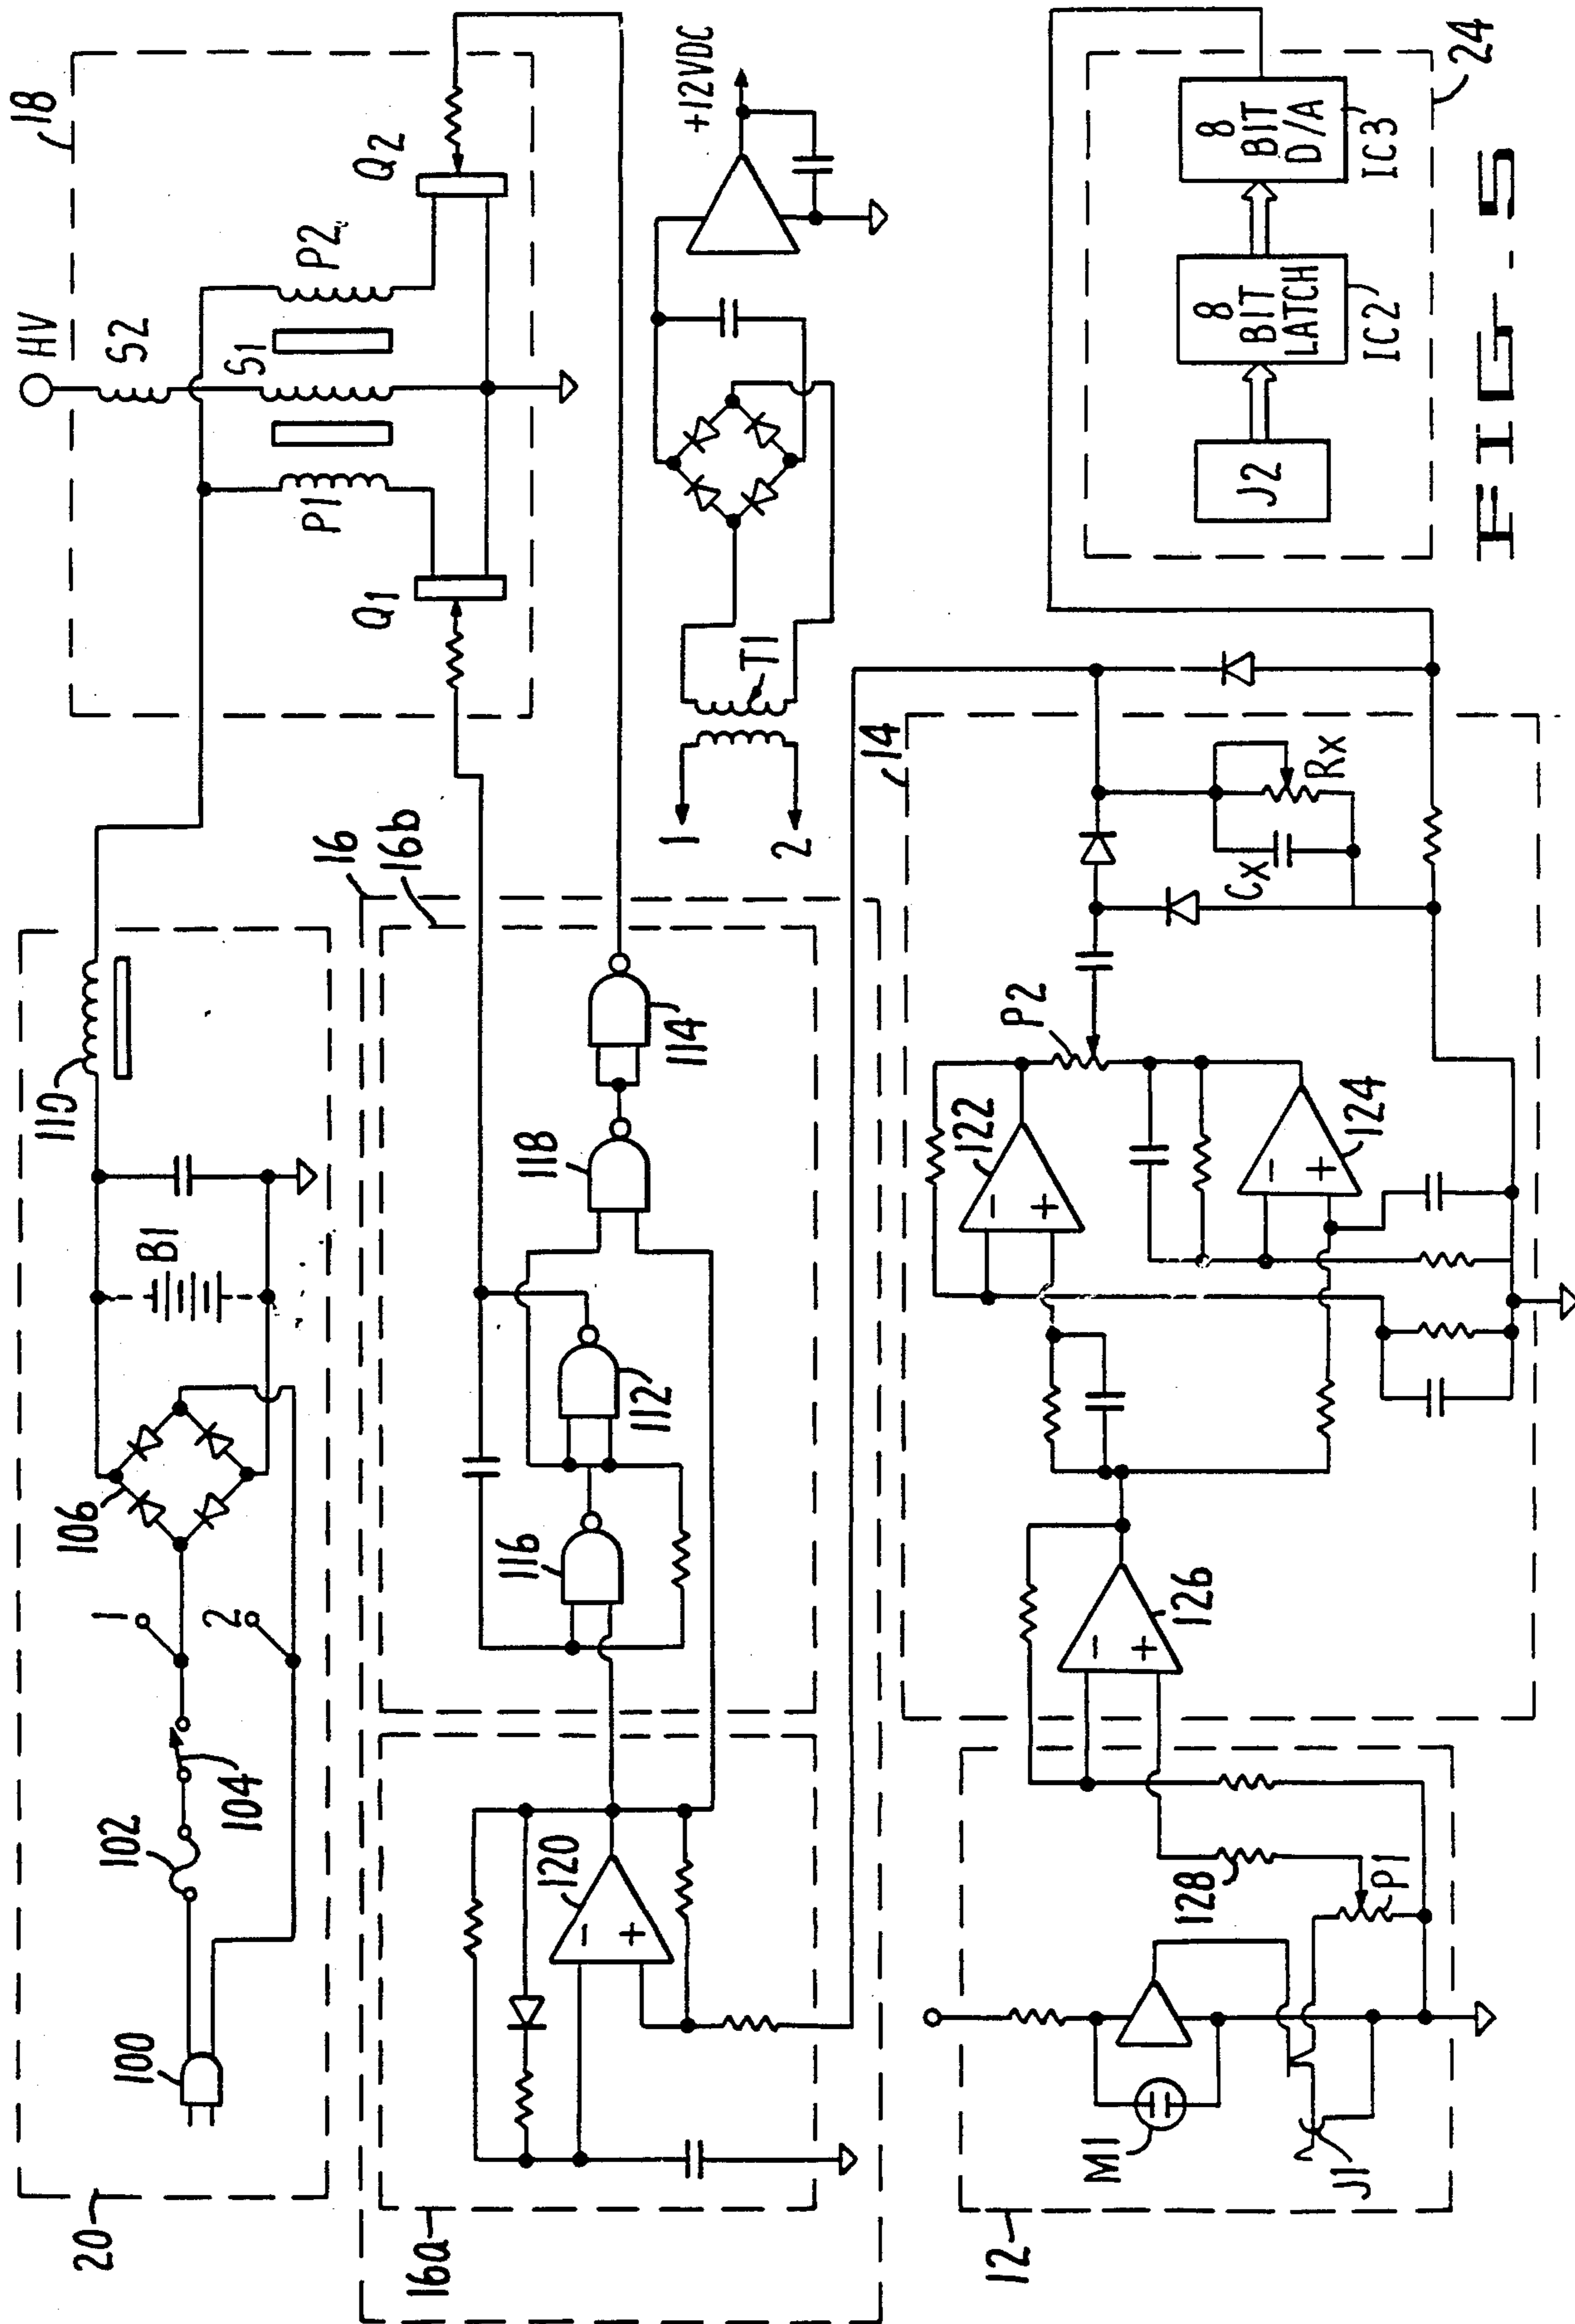 18
HV
S2
S1
P1
P2
Q1
Q2
20
100
102
104
1
2
106
B1
110
16
16b
16a
120
116
112
118
114
1
2
T1
+12VDC
12
M1
J1
128
P1
14
126
122
124
P2
Cx
Rx
−
+
−
+
−
+
−
+
J2
8
BIT
LATCH
IC2
8
BIT
D/A
IC3
24
FIG. 5